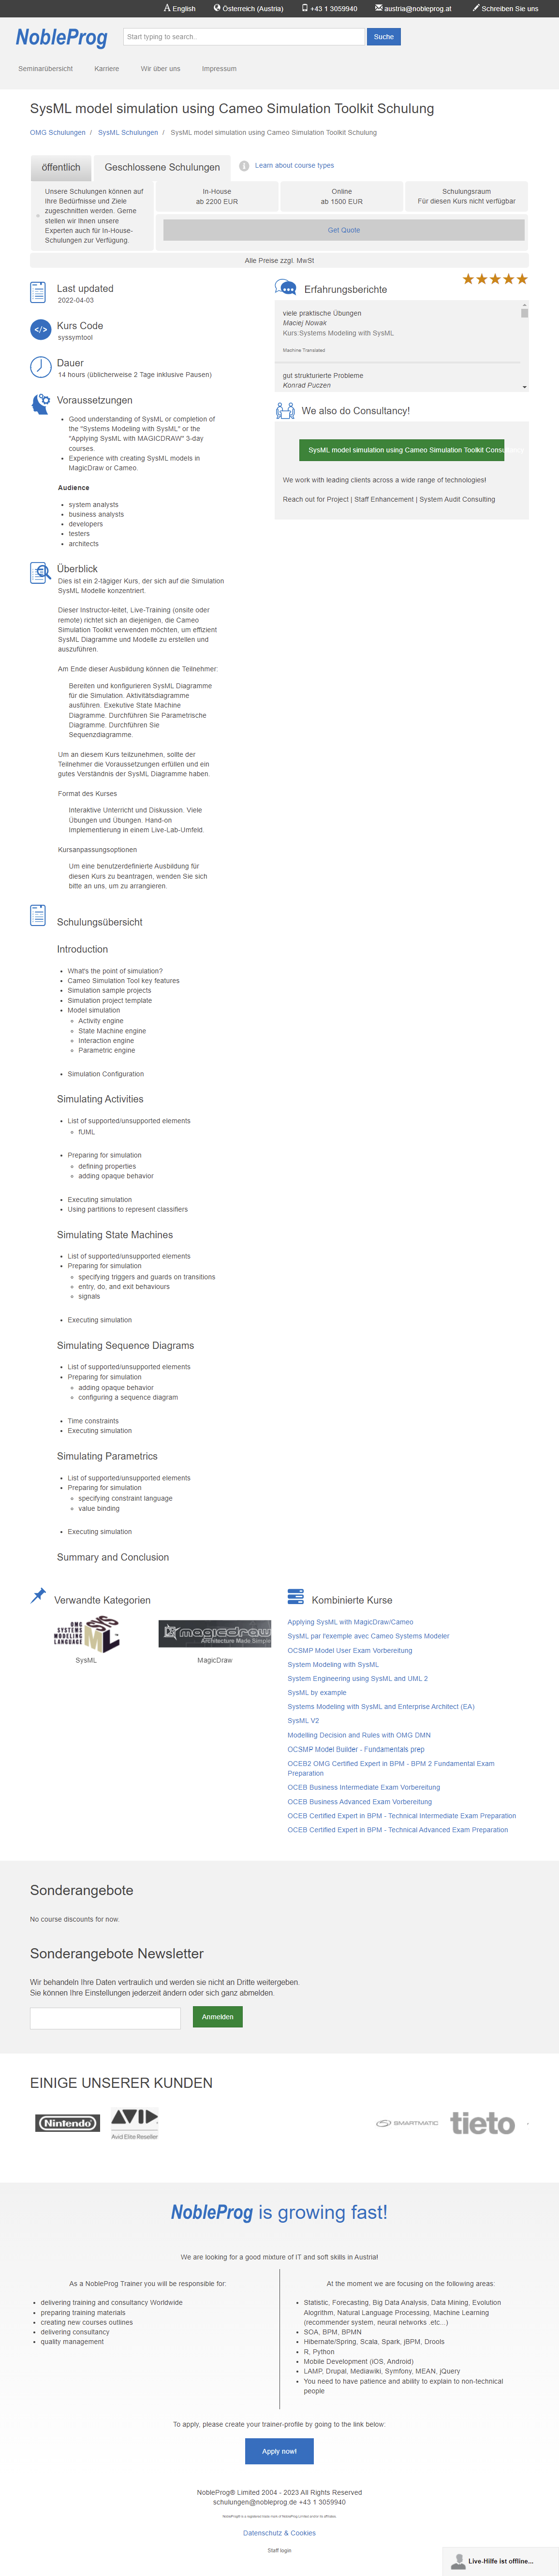 English
Österreich (Austria)
+43 1 3059940
austria@nobleprog.at
Schreiben Sie uns
NobleProg
Start typing to search..
Suche
Seminarübersicht
Karriere
Wir über uns
Impressum
SysML model simulation using Cameo Simulation Toolkit Schulung
OMG Schulungen / SysML Schulungen / SysML model simulation using Cameo Simulation Toolkit Schulung
öffentlich
Geschlossene Schulungen
Learn about course types
Unsere Schulungen können auf
Ihre Bedürfnisse und Ziele
zugeschnitten werden. Gerne
stellen wir Ihnen unsere
Experten auch für In-House-
Schulungen zur Verfügung.
In-House
ab 2200 EUR
Online
ab 1500 EUR
Schulungsraum
Für diesen Kurs nicht verfügbar
Get Quote
Alle Preise zzgl. MwSt
Last updated
2022-04-03
Kurs Code
syssymtool
Dauer
14 hours (üblicherweise 2 Tage inklusive Pausen)
Voraussetzungen
Good understanding of SysML or completion of
the "Systems Modeling with SysML" or the
"Applying SysML with MAGICDRAW" 3-day
courses.
Experience with creating SysML models in
MagicDraw or Cameo.
Audience
system analysts
business analysts
developers
testers
architects
Erfahrungsberichte
viele praktische Übungen
Maciej Nowak
Kurs:Systems Modeling with SysML
Machine Translated
gut strukturierte Probleme
Konrad Puczen
We also do Consultancy!
SysML model simulation using Cameo Simulation Toolkit Consulting
We work with leading clients across a wide range of technologies!
Reach out for Project | Staff Enhancement | System Audit Consulting
Überblick
Dies ist ein 2-tägiger Kurs, der sich auf die Simulation
SysML Modelle konzentriert.
Dieser Instructor-leitet, Live-Training (onsite oder
remote) richtet sich an diejenigen, die Cameo
Simulation Toolkit verwenden möchten, um effizient
SysML Diagramme und Modelle zu erstellen und
auszuführen.
Am Ende dieser Ausbildung können die Teilnehmer:
Bereiten und konfigurieren SysML Diagramme
für die Simulation. Aktivitätsdiagramme
ausführen. Exekutive State Machine
Diagramme. Durchführen Sie Parametrische
Diagramme. Durchführen Sie
Sequenzdiagramme.
Um an diesem Kurs teilzunehmen, sollte der
Teilnehmer die Voraussetzungen erfüllen und ein
gutes Verständnis der SysML Diagramme haben.
Format des Kurses
Interaktive Unterricht und Diskussion. Viele
Übungen und Übungen. Hand-on
Implementierung in einem Live-Lab-Umfeld.
Kursanpassungsoptionen
Um eine benutzerdefinierte Ausbildung für
diesen Kurs zu beantragen, wenden Sie sich
bitte an uns, um zu arrangieren.
Schulungsübersicht
Introduction
What's the point of simulation?
Cameo Simulation Tool key features
Simulation sample projects
Simulation project template
Model simulation
Activity engine
State Machine engine
Interaction engine
Parametric engine
Simulation Configuration
Simulating Activities
List of supported/unsupported elements
fUML
Preparing for simulation
defining properties
adding opaque behavior
Executing simulation
Using partitions to represent classifiers
Simulating State Machines
List of supported/unsupported elements
Preparing for simulation
specifying triggers and guards on transitions
entry, do, and exit behaviours
signals
Executing simulation
Simulating Sequence Diagrams
List of supported/unsupported elements
Preparing for simulation
adding opaque behavior
configuring a sequence diagram
Time constraints
Executing simulation
Simulating Parametrics
List of supported/unsupported elements
Preparing for simulation
specifying constraint language
value binding
Executing simulation
Summary and Conclusion
Verwandte Kategorien
OMG
SYSTEMS
MODELING
LANGUAGE
SysML
magicdraw
Architecture Made Simple
MagicDraw
Kombinierte Kurse
Applying SysML with MagicDraw/Cameo
SysML par l'exemple avec Cameo Systems Modeler
OCSMP Model User Exam Vorbereitung
System Modeling with SysML
System Engineering using SysML and UML 2
SysML by example
Systems Modeling with SysML and Enterprise Architect (EA)
SysML V2
Modelling Decision and Rules with OMG DMN
OCSMP Model Builder - Fundamentals prep
OCEB2 OMG Certified Expert in BPM - BPM 2 Fundamental Exam
Preparation
OCEB Business Intermediate Exam Vorbereitung
OCEB Business Advanced Exam Vorbereitung
OCEB Certified Expert in BPM - Technical Intermediate Exam Preparation
OCEB Certified Expert in BPM - Technical Advanced Exam Preparation
Sonderangebote
No course discounts for now.
Sonderangebote Newsletter
Wir behandeln Ihre Daten vertraulich und werden sie nicht an Dritte weitergeben.
Sie können Ihre Einstellungen jederzeit ändern oder sich ganz abmelden.
Anmelden
EINIGE UNSERER KUNDEN
Nintendo
AVID
Avid Elite Reseller
SMARTMATIC
tieto
NobleProg is growing fast!
We are looking for a good mixture of IT and soft skills in Austria!
As a NobleProg Trainer you will be responsible for:
delivering training and consultancy Worldwide
preparing training materials
creating new courses outlines
delivering consultancy
quality management
At the moment we are focusing on the following areas:
Statistic, Forecasting, Big Data Analysis, Data Mining, Evolution
Alogrithm, Natural Language Processing, Machine Learning
(recommender system, neural networks .etc...)
SOA, BPM, BPMN
Hibernate/Spring, Scala, Spark, jBPM, Drools
R, Python
Mobile Development (iOS, Android)
LAMP, Drupal, Mediawiki, Symfony, MEAN, jQuery
You need to have patience and ability to explain to non-technical
people
To apply, please create your trainer-profile by going to the link below:
Apply now!
NobleProg® Limited 2004 - 2023 All Rights Reserved
schulungen@nobleprog.de +43 1 3059940
NobleProg® is a registered trade mark of NobleProg Limited and/or its affiliates.
Datenschutz & Cookies
Staff login
Live-Hilfe ist offline...